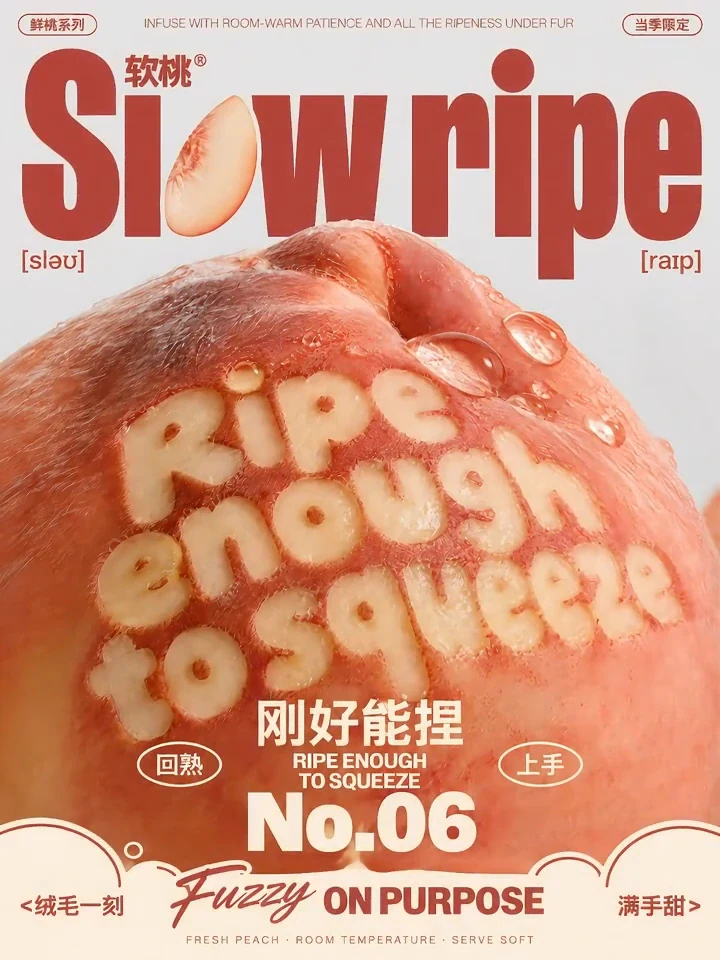 鲜桃系列
INFUSE WITH ROOM-WARM PATIENCE AND ALL THE RIPENESS UNDER FUR
当季限定
软桃®
Slow ripe
[sləʊ]
[raɪp]
Ripe
enough
to squeeze
刚好能捏
回熟
RIPE ENOUGH
TO SQUEEZE
上手
No.06
<绒毛一刻
Fuzzy ON PURPOSE
满手甜>
FRESH PEACH · ROOM TEMPERATURE · SERVE SOFT